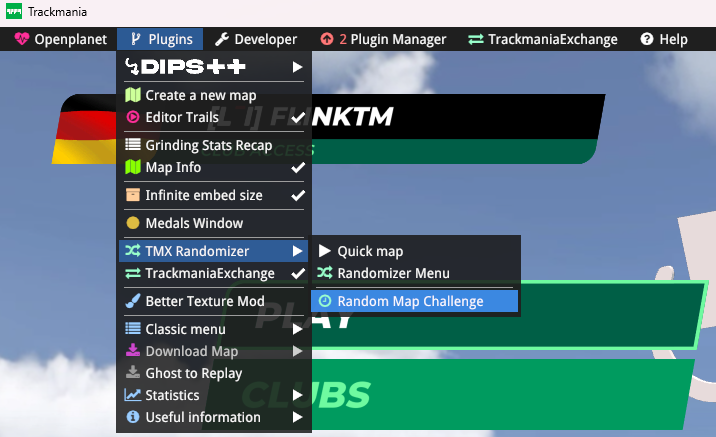 Trackmania
Openplanet Plugins Developer 2 Plugin Manager TrackmaniaExchange Help
DIPS++
Create a new map
Editor Trails
Grinding Stats Recap
Map Info
Infinite embed size
Medals Window
TMX Randomizer
TrackmaniaExchange
Better Texture Mod
Classic menu
Download Map
Ghost to Replay
Statistics
Useful information
Quick map
Randomizer Menu
Random Map Challenge
CLUB ACCESS
PLAY
CLUBS